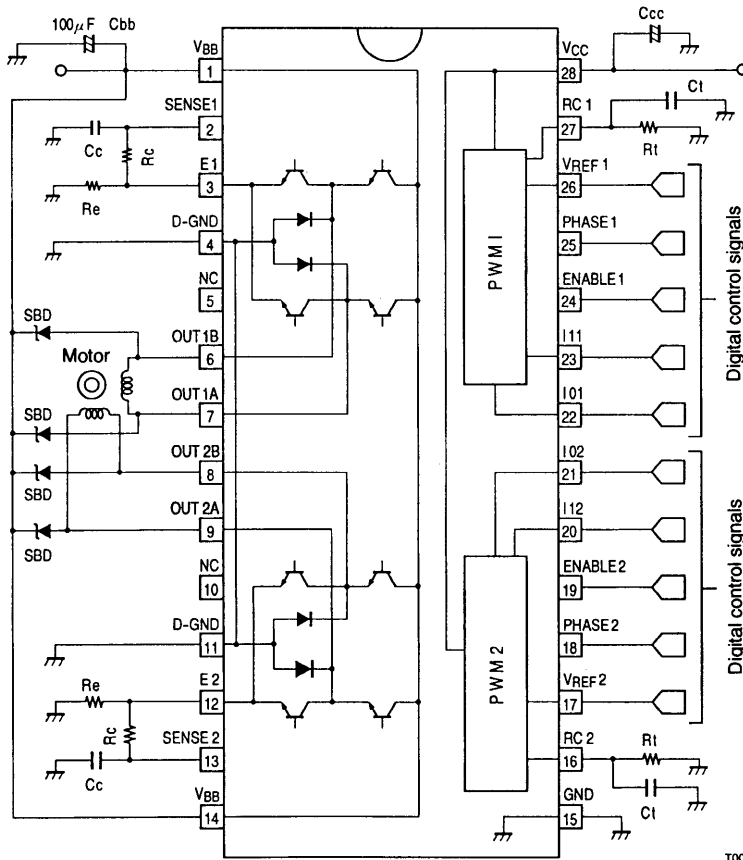 100μF Cbb
VBB
1
SENSE1
2
Cc
Rc
E1
3
Re
D-GND
4
NC
5
SBD
OUT1B
6
Motor
OUT1A
7
SBD
OUT2B
8
SBD
OUT2A
9
SBD
NC
10
D-GND
11
E2
12
Re
Rc
SENSE2
13
Cc
VBB
14
PWM1
PWM2
Ccc
VCC
28
RC1
27
Ct
Rt
VREF1
26
PHASE1
25
ENABLE1
24
I11
23
I01
22
Digital control signals
I02
21
I12
20
ENABLE2
19
PHASE2
18
VREF2
17
Digital control signals
RC2
16
Rt
Ct
GND
15